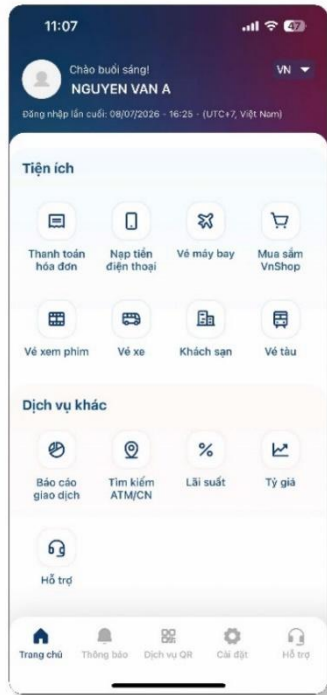 11:07
47
Chào buổi sáng!
VN
NGUYEN VAN A
Đăng nhập lần cuối: 08/07/2026 - 16:25 - (UTC+7, Việt Nam)
Tiện ích
Thanh toán hóa đơn
Nạp tiền điện thoại
Vé máy bay
Mua sắm VnShop
Vé xem phim
Vé xe
Khách sạn
Vé tàu
Dịch vụ khác
Báo cáo giao dịch
Tìm kiếm ATM/CN
Lãi suất
Tỷ giá
Hỗ trợ
Trang chủ
Thông báo
Dịch vụ QR
Cài đặt
Hỗ trợ